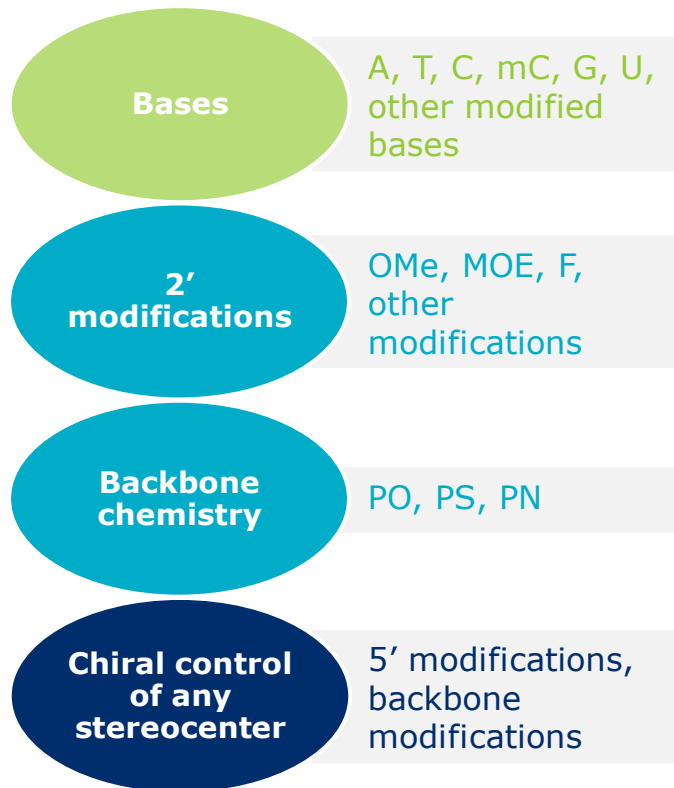 Bases
A, T, C, mC, G, U,
other modified
bases
2’
modifications
OMe, MOE, F,
other
modifications
Backbone
chemistry
PO, PS, PN
Chiral control
of any
stereocenter
5’ modifications,
backbone
modifications